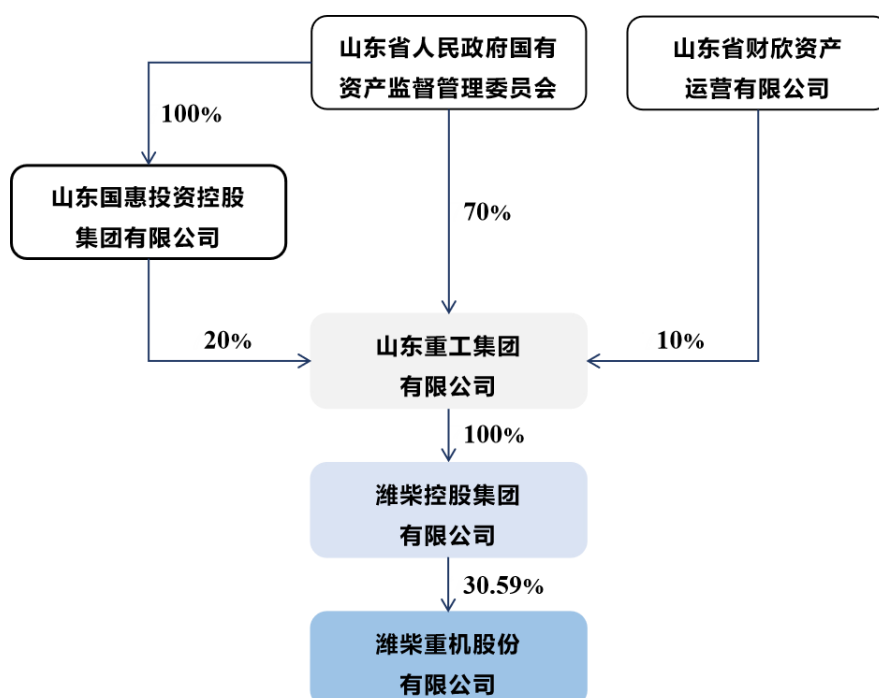 山东省人民政府国有
资产监督管理委员会
山东省财欣资产
运营有限公司
100%
山东国惠投资控股
集团有限公司
70%
20%
10%
山东重工集团
有限公司
100%
潍柴控股集团
有限公司
30.59%
潍柴重机股份
有限公司